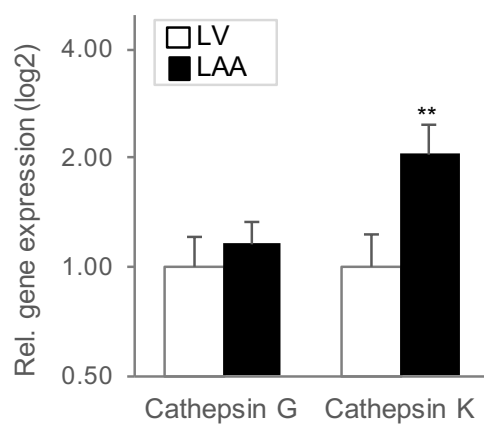 Rel. gene expression (log2)
4.00
2.00
1.00
0.50
LV
LAA
**
Cathepsin G
Cathepsin K